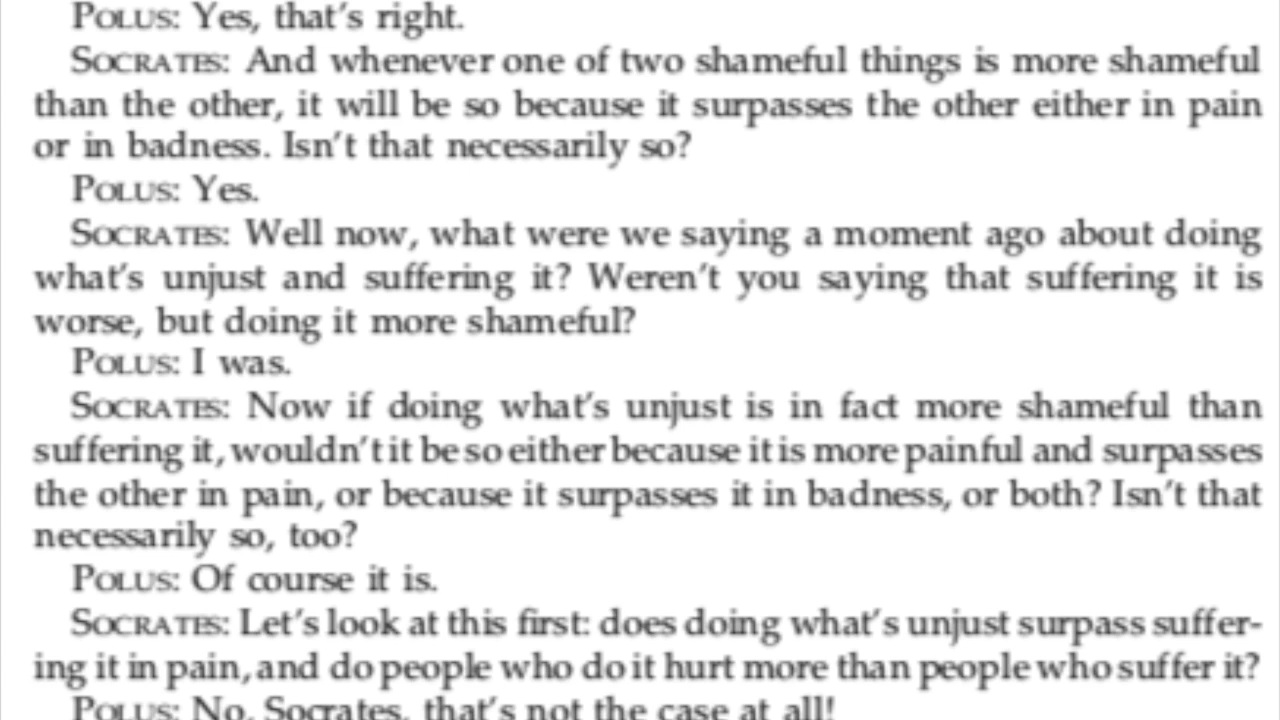 POLUS: Yes, that's right.
SOCRATES: And whenever one of two shameful things is more shameful
than the other, it will be so because it surpasses the other either in pain
or in badness. Isn't that necessarily so?
POLUS: Yes.
SOCRATES: Well now, what were we saying a moment ago about doing
what's unjust and suffering it? Weren't you saying that suffering it is
worse, but doing it more shameful?
POLUS: I was.
SOCRATES: Now if doing what's unjust is in fact more shameful than
suffering it, wouldn't it be so either because it is more painful and surpasses
the other in pain, or because it surpasses it in badness, or both? Isn't that
necessarily so, too?
POLUS: Of course it is.
SOCRATES: Let's look at this first: does doing what's unjust surpass suffer-
ing it in pain, and do people who do it hurt more than people who suffer it?
POLUS: No, Socrates, that's not the case at all!